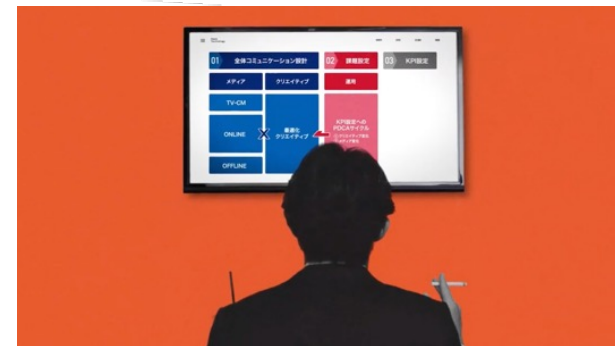 01 全体コミュニケーション設計
02 課題設定
03 KPI設定
メディア
クリエイティブ
運用
TV-CM
ONLINE
OFFLINE
最適化
クリエイティブ
KPI設定への
PDCAサイクル